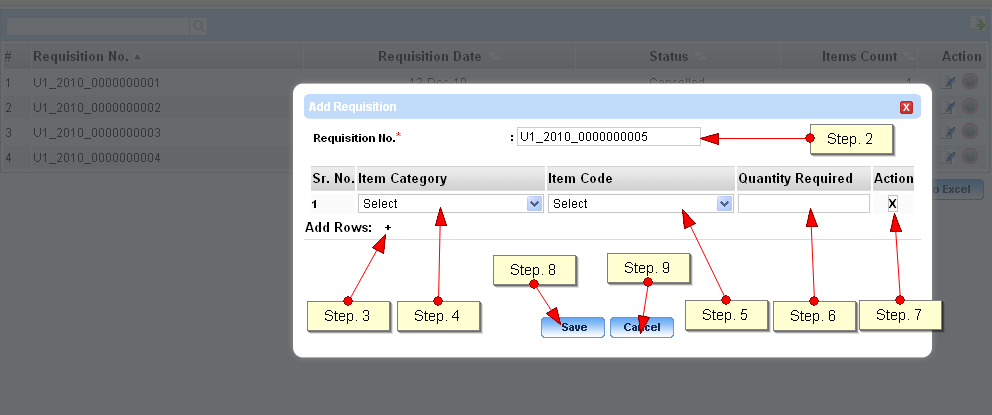 # Requisition No. Requisition Date Status Items Count Action
1 U1_2010_0000000001 13-Dec-10 Cancelled 1
2 U1_2010_0000000002
3 U1_2010_0000000003
4 U1_2010_0000000004
o Excel
Add Requisition X
Requisition No.* : U1_2010_0000000005
Step. 2
Sr. No. Item Category Item Code Quantity Required Action
1 Select Select X
Add Rows: +
Step. 8 Step. 9
Step. 3 Step. 4 Step. 5 Step. 6 Step. 7
Save Cancel